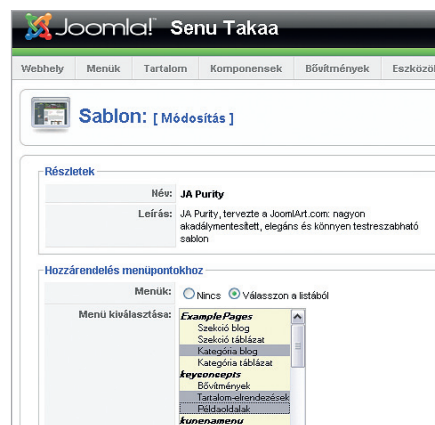 Joomla! Senu Takaa
Webhely Menük Tartalom Komponensek Bővítmények Eszközö
Sablon: [ Módosítás ]
Részletek
Név: JA Purity
Leírás: JA Purity, tervezte a JoomlArt.com: nagyon
akadálymentesített, elegáns és könnyen testreszabható
sablon
Hozzárendelés menüpontokhoz
Menük: Nincs Válasszon a listából
Menü kiválasztása: ExamplePages
Szekció blog
Szekció táblázat
Kategória blog
Kategória táblázat
keyconcepts
Bővítmények
Tartalom-elrendezések
Példaoldalak
kunenamenu